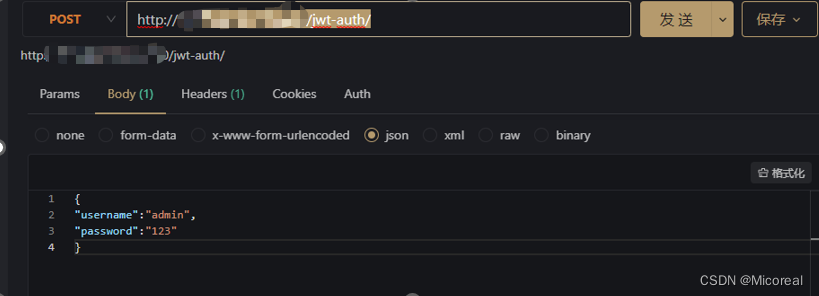 POST http:// /jwt-auth/ 发 送 保存
http: )/jwt-auth/
Params Body (1) Headers (1) Cookies Auth
none form-data x-www-form-urlencoded json xml raw binary
格式化
1 {
2 "username":"admin",
3 "password":"123"
4 }
CSDN @Micoreal